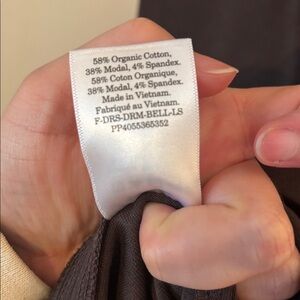 58% Organic Cotton,
38% Modal, 4% Spandex.
58% Coton Organique,
38% Modal, 4% Spandex.
Made in Vietnam.
Fabriqué au Vietnam.
F-DRS-DRM-BELL-LS
PP4055365352